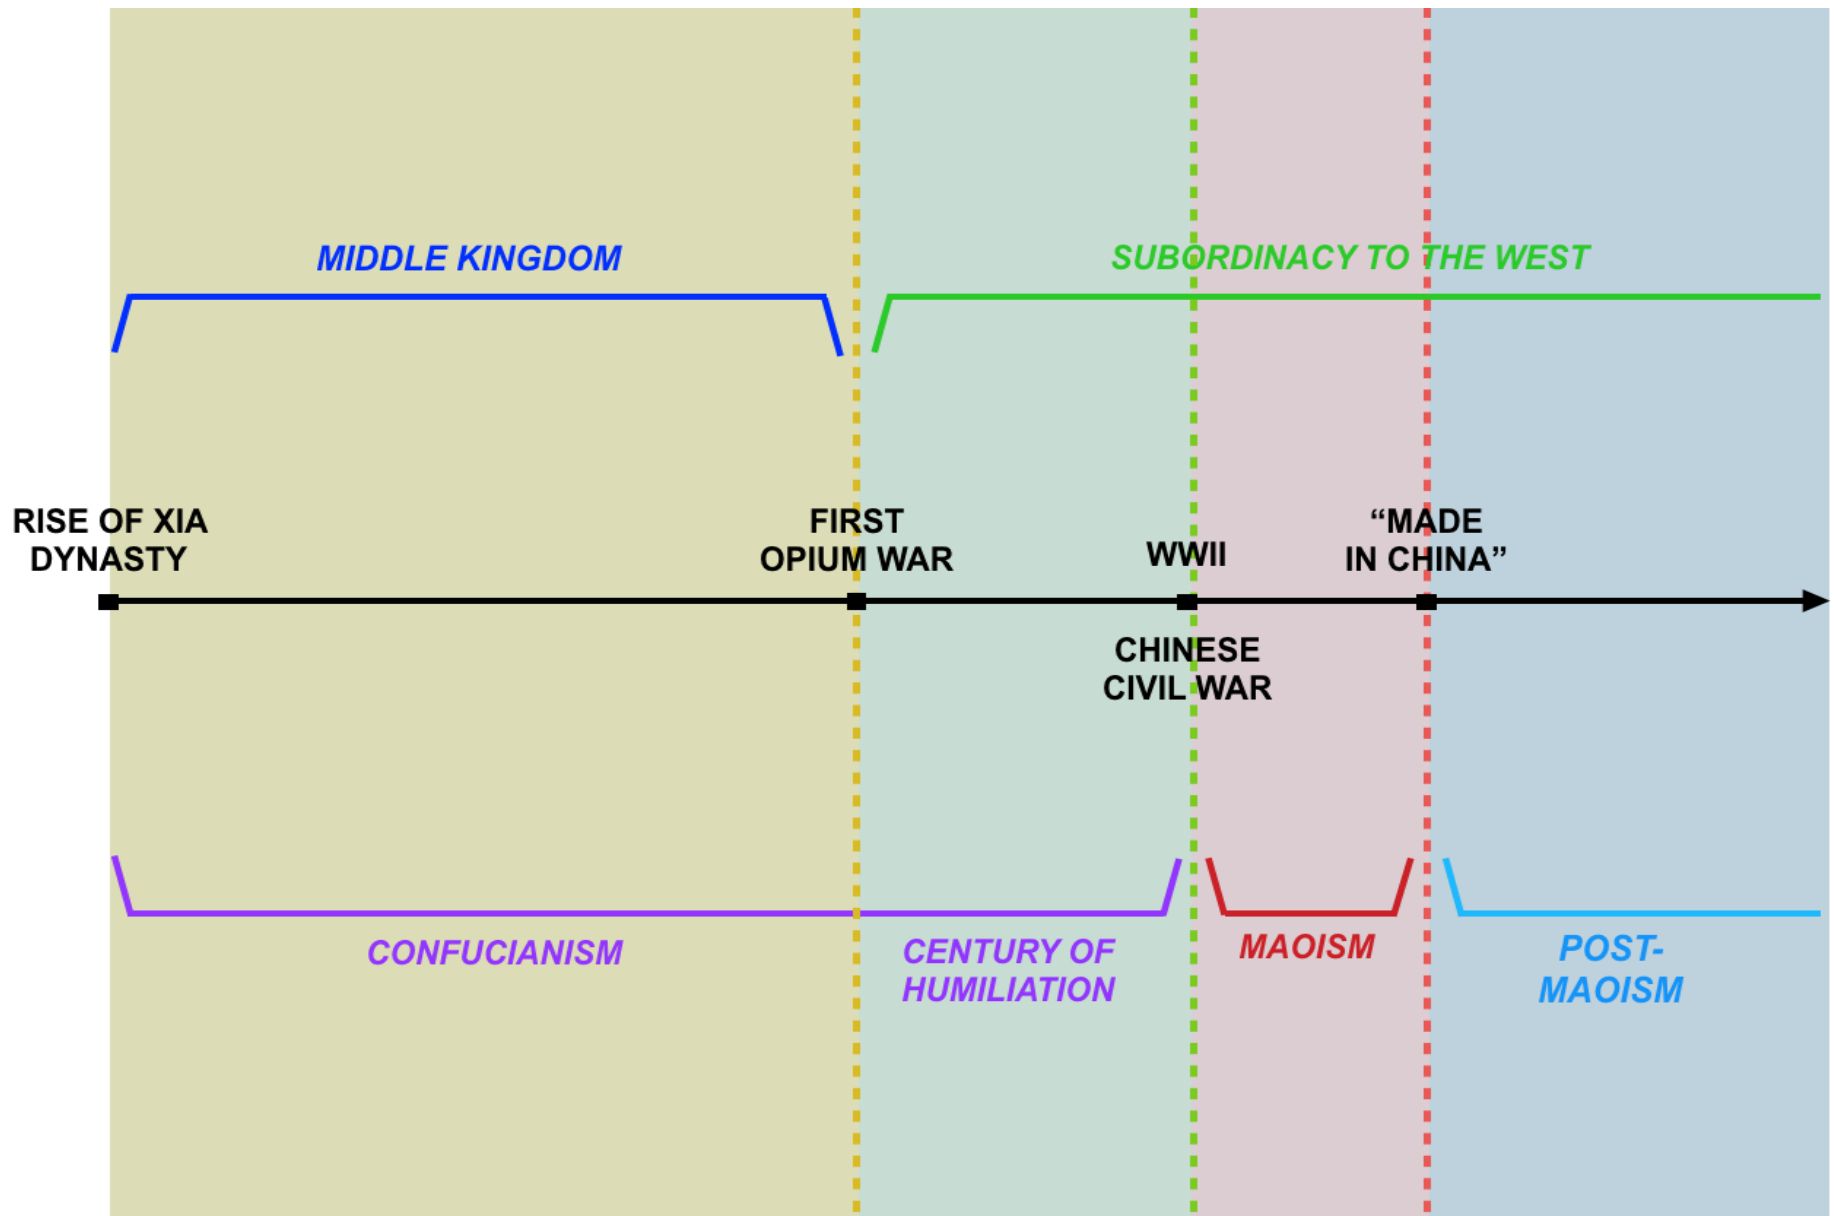 MIDDLE KINGDOM
SUBORDINACY TO THE WEST
RISE OF XIA
DYNASTY
FIRST
OPIUM WAR
WWII
“MADE
IN CHINA”
CHINESE
CIVIL WAR
CONFUCIANISM
CENTURY OF
HUMILIATION
MAOISM
POST-
MAOISM